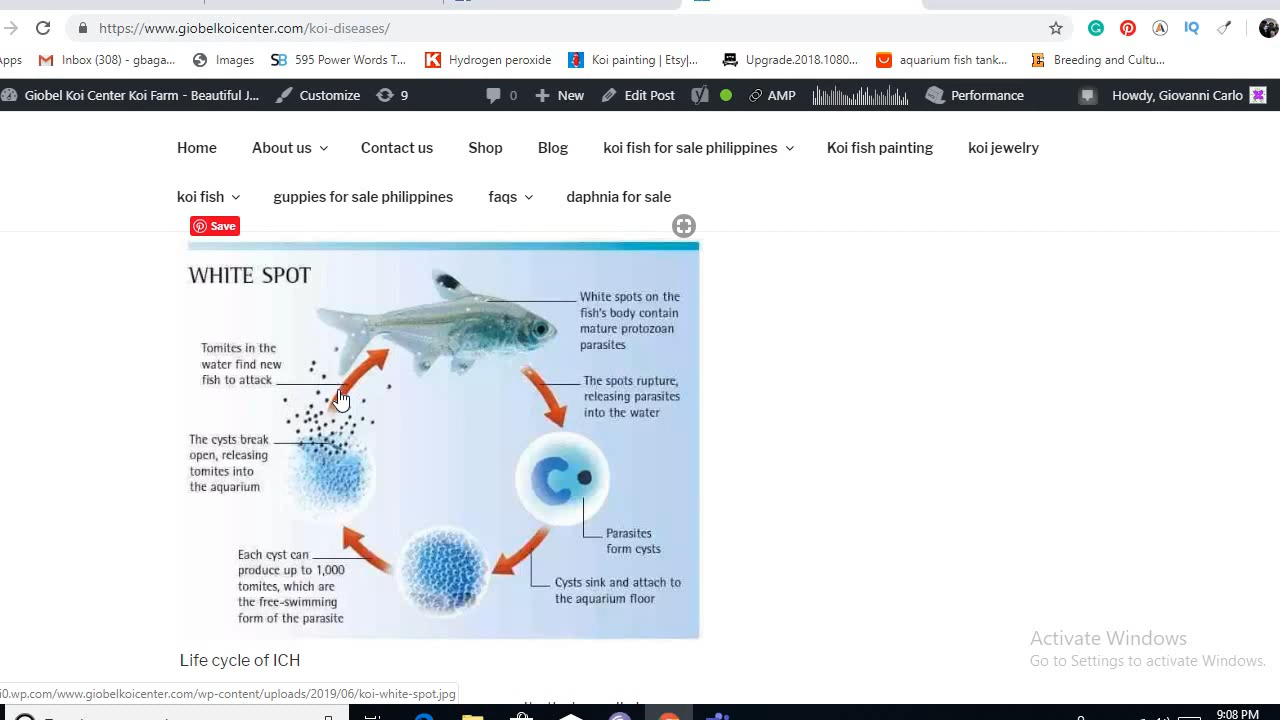 https://www.giobelkoicenter.com/koi-diseases/
Inbox (308) - gbaga...
Images
595 Power Words T...
Hydrogen peroxide
Koi painting | Etsy|...
Upgrade.2018.1080...
aquarium fish tank...
Breeding and Cultu...
Giobel Koi Center Koi Farm - Beautiful J...
Customize
9
0
New
Edit Post
AMP
Performance
Howdy, Giovanni Carlo
Home
About us
Contact us
Shop
Blog
koi fish for sale philippines
Koi fish painting
koi jewelry
koi fish
guppies for sale philippines
faqs
daphnia for sale
Save
WHITE SPOT
White spots on the
fish's body contain
mature protozoan
parasites
The spots rupture,
releasing parasites
into the water
Parasites
form cysts
Cysts sink and attach to
the aquarium floor
Each cyst can
produce up to 1,000
tomites, which are
the free-swimming
form of the parasite
The cysts break
open, releasing
tomites into
the aquarium
Tomites in the
water find new
fish to attack
Life cycle of ICH
Activate Windows
Go to Settings to activate Windows.
i0.wp.com/www.giobelkoicenter.com/wp-content/uploads/2019/06/koi-white-spot.jpg
9:08 PM